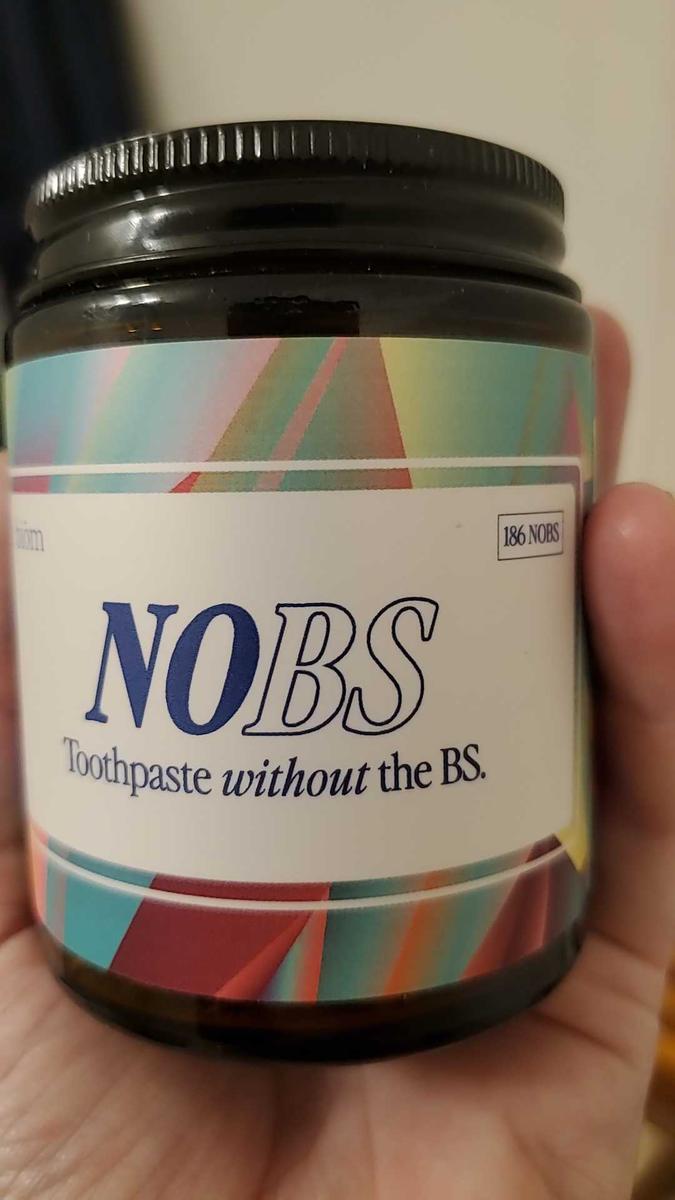 186 NOBS
NOBS
Toothpaste without the BS.